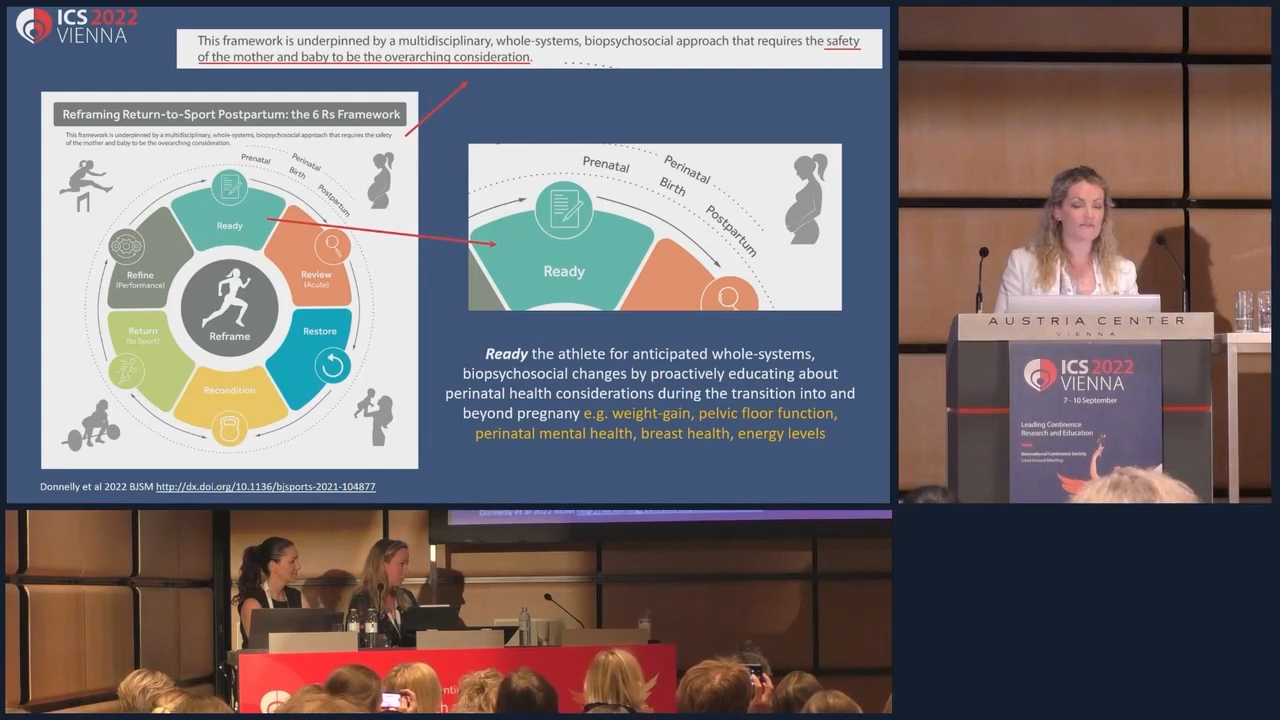 ICS 2022
VIENNA
This framework is underpinned by a multidisciplinary, whole-systems, biopsychosocial approach that requires the safety
of the mother and baby to be the overarching consideration.
Reframing Return-to-Sport Postpartum: the 6 Rs Framework
This framework is underpinned by a multidisciplinary, whole-systems, biopsychosocial approach that requires the safety
of the mother and baby to be the overarching consideration.
Prenatal
Perinatal
Birth
Postpartum
Ready
Review
(Acute)
Restore
Recondition
Return
(to Sport)
Refine
(Performance)
Reframe
Prenatal
Perinatal
Birth
Postpartum
Ready
Ready the athlete for anticipated whole-systems,
biopsychosocial changes by proactively educating about
perinatal health considerations during the transition into and
beyond pregnany e.g. weight-gain, pelvic floor function,
perinatal mental health, breast health, energy levels
Donnelly et al 2022 BJSM http://dx.doi.org/10.1136/bjsports-2021-104877
AUSTRIA CENTER
VIENNA
ICS 2022
VIENNA
7 - 10 September
Leading Continence
Research and Education
International Continence Society
Donnelly et al 2022